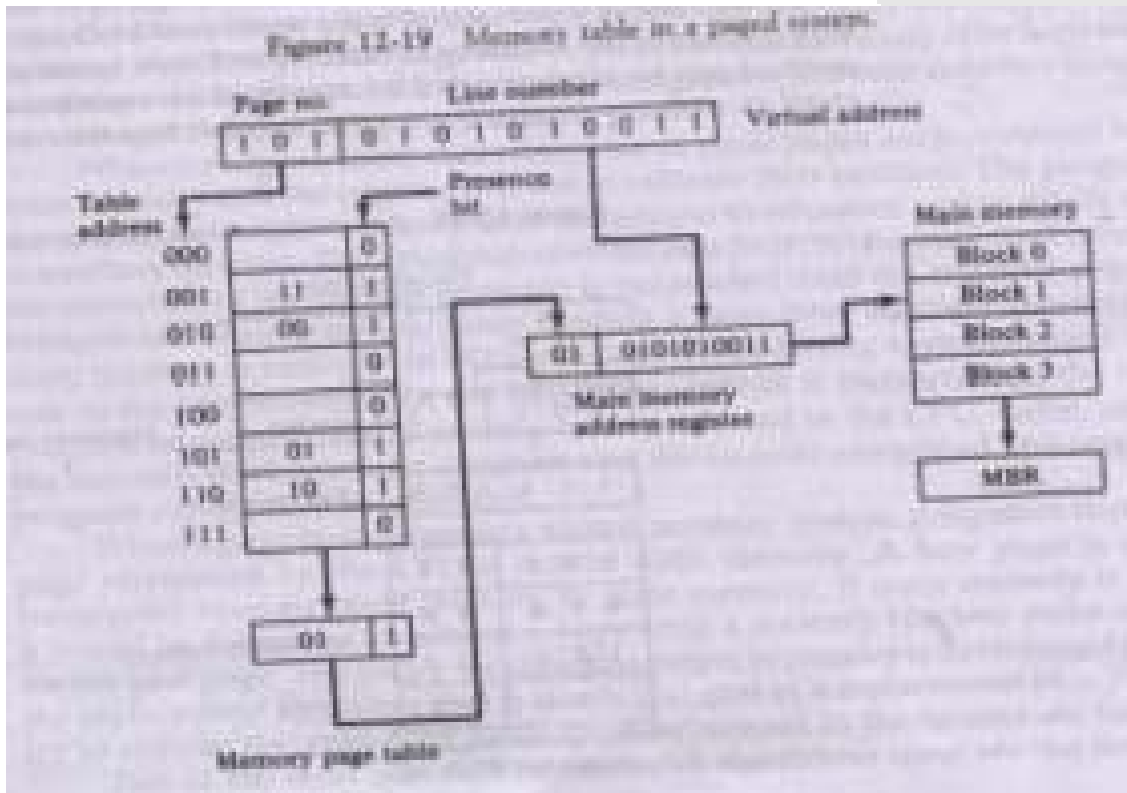 Figure 12-19 Memory table in a paged system.
Page no. Line number
1 0 1 0 1 0 1 0 1 0 0 1 1 Virtual address
Table address
Presence bit
000 0
001 11 1
010 00 1
011 0
100 0
101 01 1
110 10 1
111 0
01 1
Memory page table
01 0101010011
Main memory address register
Main memory
Block 0
Block 1
Block 2
Block 3
MBR